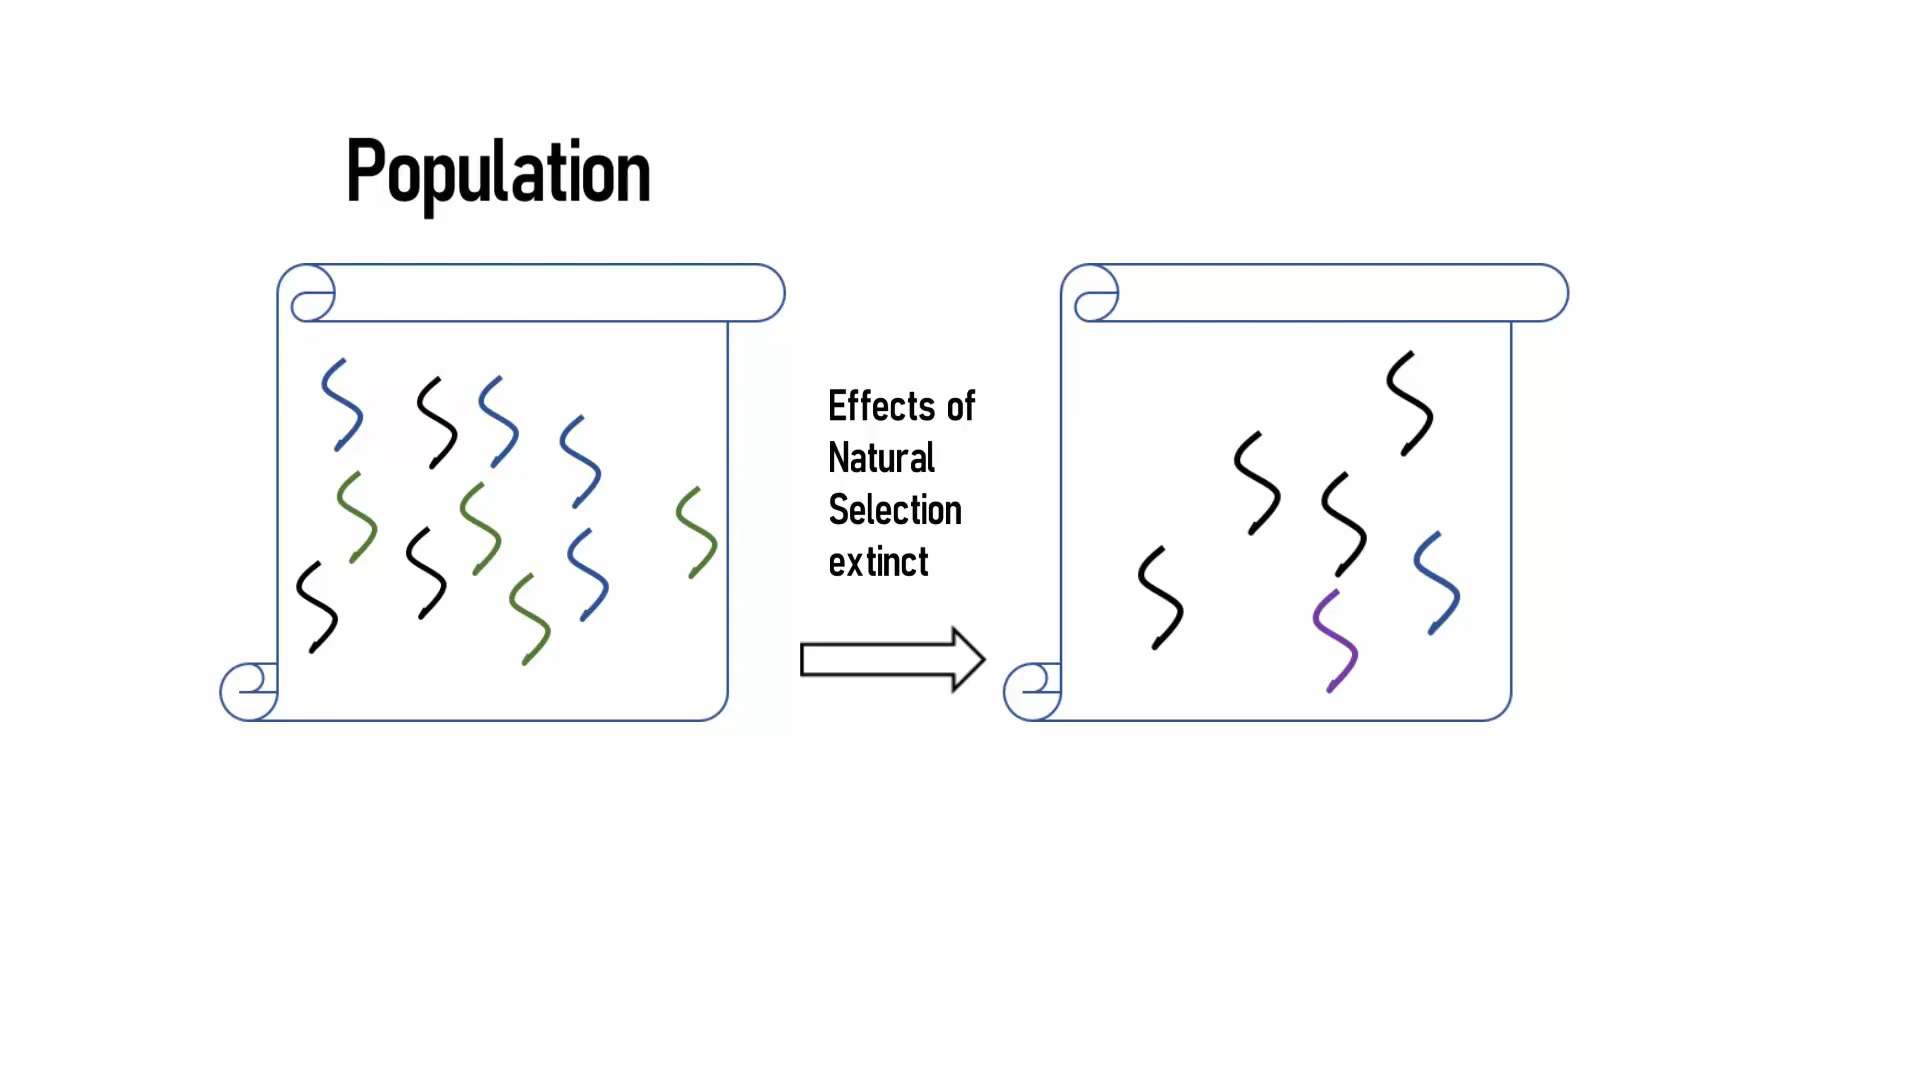 Population
Effects of
Natural
Selection
extinct